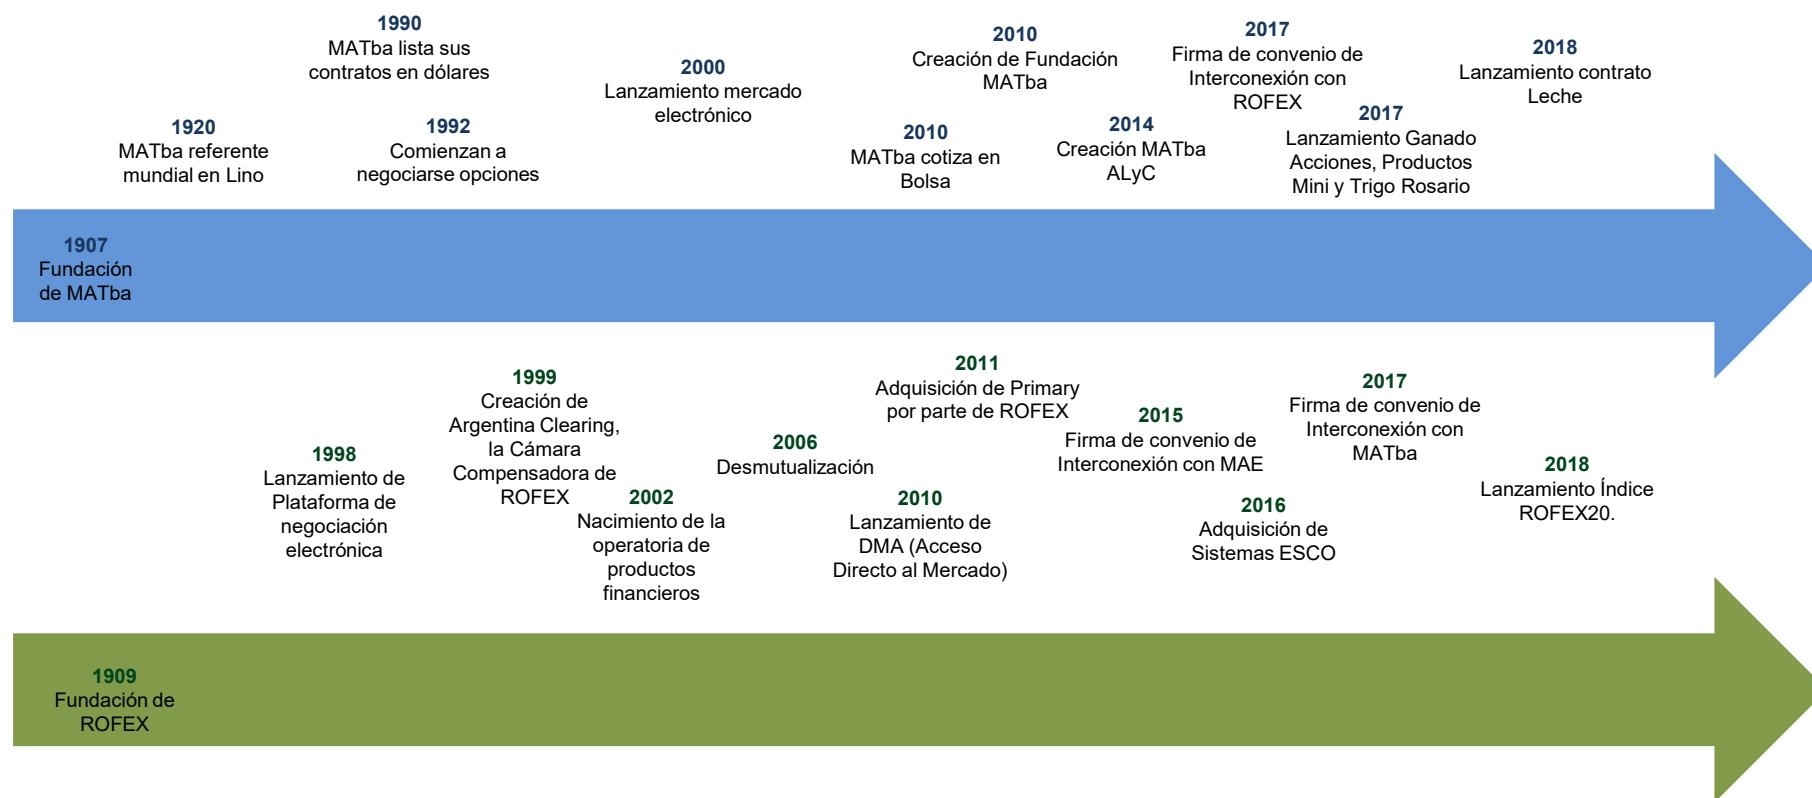 1990
MATba lista sus
contratos en dólares
2010
Creación de Fundación
MATba
2017
Firma de convenio de
Interconexión con
ROFEX
2018
Lanzamiento contrato
Leche
2000
Lanzamiento mercado
electrónico
1920
MATba referente
mundial en Lino
1992
Comienzan a
negociarse opciones
2010
MATba cotiza en
Bolsa
2014
Creación MATba
ALyC
2017
Lanzamiento Ganado
Acciones, Productos
Mini y Trigo Rosario
1907
Fundación
de MATba
1998
Lanzamiento de
Plataforma de
negociación
electrónica
1999
Creación de
Argentina Clearing,
la Cámara
Compensadora de
ROFEX
2002
Nacimiento de la
operatoria de
productos
financieros
2006
Desmutualización
2011
Adquisición de Primary
por parte de ROFEX
2010
Lanzamiento de
DMA (Acceso
Directo al Mercado)
2015
Firma de convenio de
Interconexión con MAE
2016
Adquisición de
Sistemas ESCO
2017
Firma de convenio de
Interconexión con
MATba
2018
Lanzamiento Índice
ROFEX20.
1909
Fundación de
ROFEX